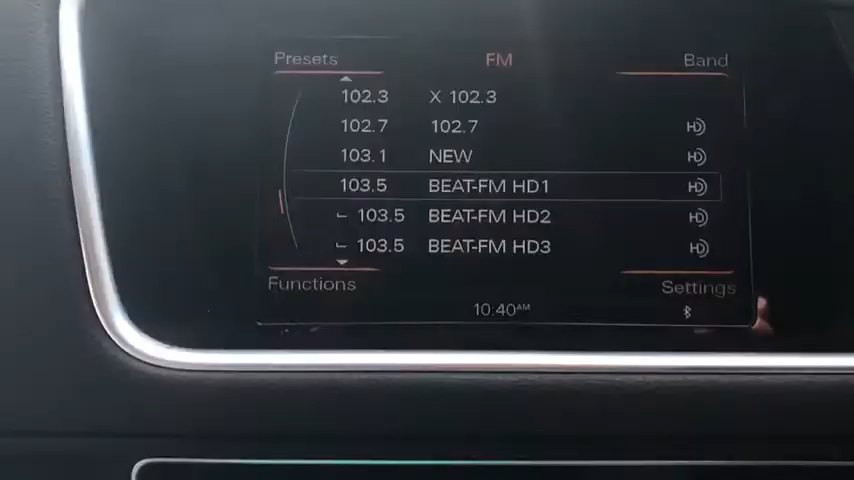 Presets FM Band
102.3 X 102.3
102.7 102.7 HD
103.1 NEW HD
103.5 BEAT-FM HD1 HD
103.5 BEAT-FM HD2 HD
103.5 BEAT-FM HD3 HD
Functions Settings
10:40AM